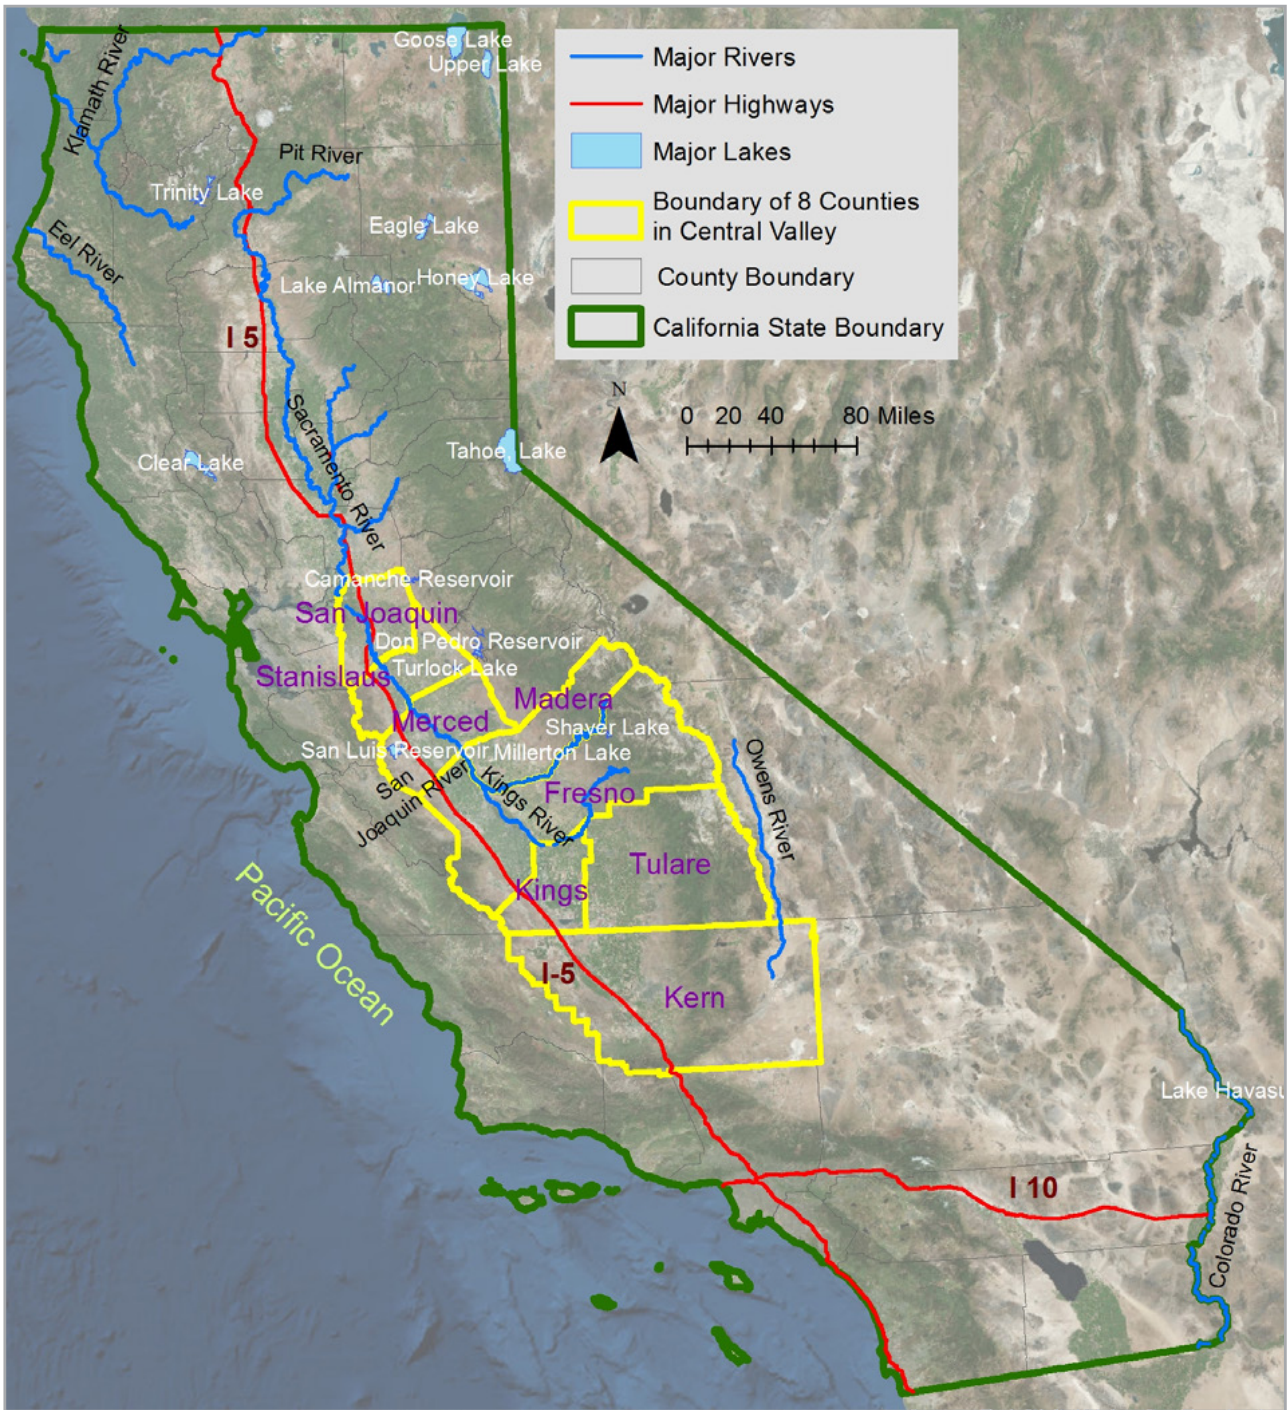 Goose Lake
Upper Lake
Klamath River
Pit River
Trinity Lake
Eagle Lake
Eel River
Lake Almanor
Honey Lake
I 5
Sacramento River
Clear Lake
Tahoe, Lake
Major Rivers
Major Highways
Major Lakes
Boundary of 8 Counties
in Central Valley
County Boundary
California State Boundary
N
0 20 40 80 Miles
Camanche Reservoir
San Joaquin
Don Pedro Reservoir
Turlock Lake
Stanislaus
Madera
Merced
Shaver Lake
San Luis Reservoir
Millerton Lake
San
Joaquin River
Kings River
Fresno
Owens River
Tulare
Kings
Pacific Ocean
I-5
Kern
Lake Havasu
I 10
Colorado River